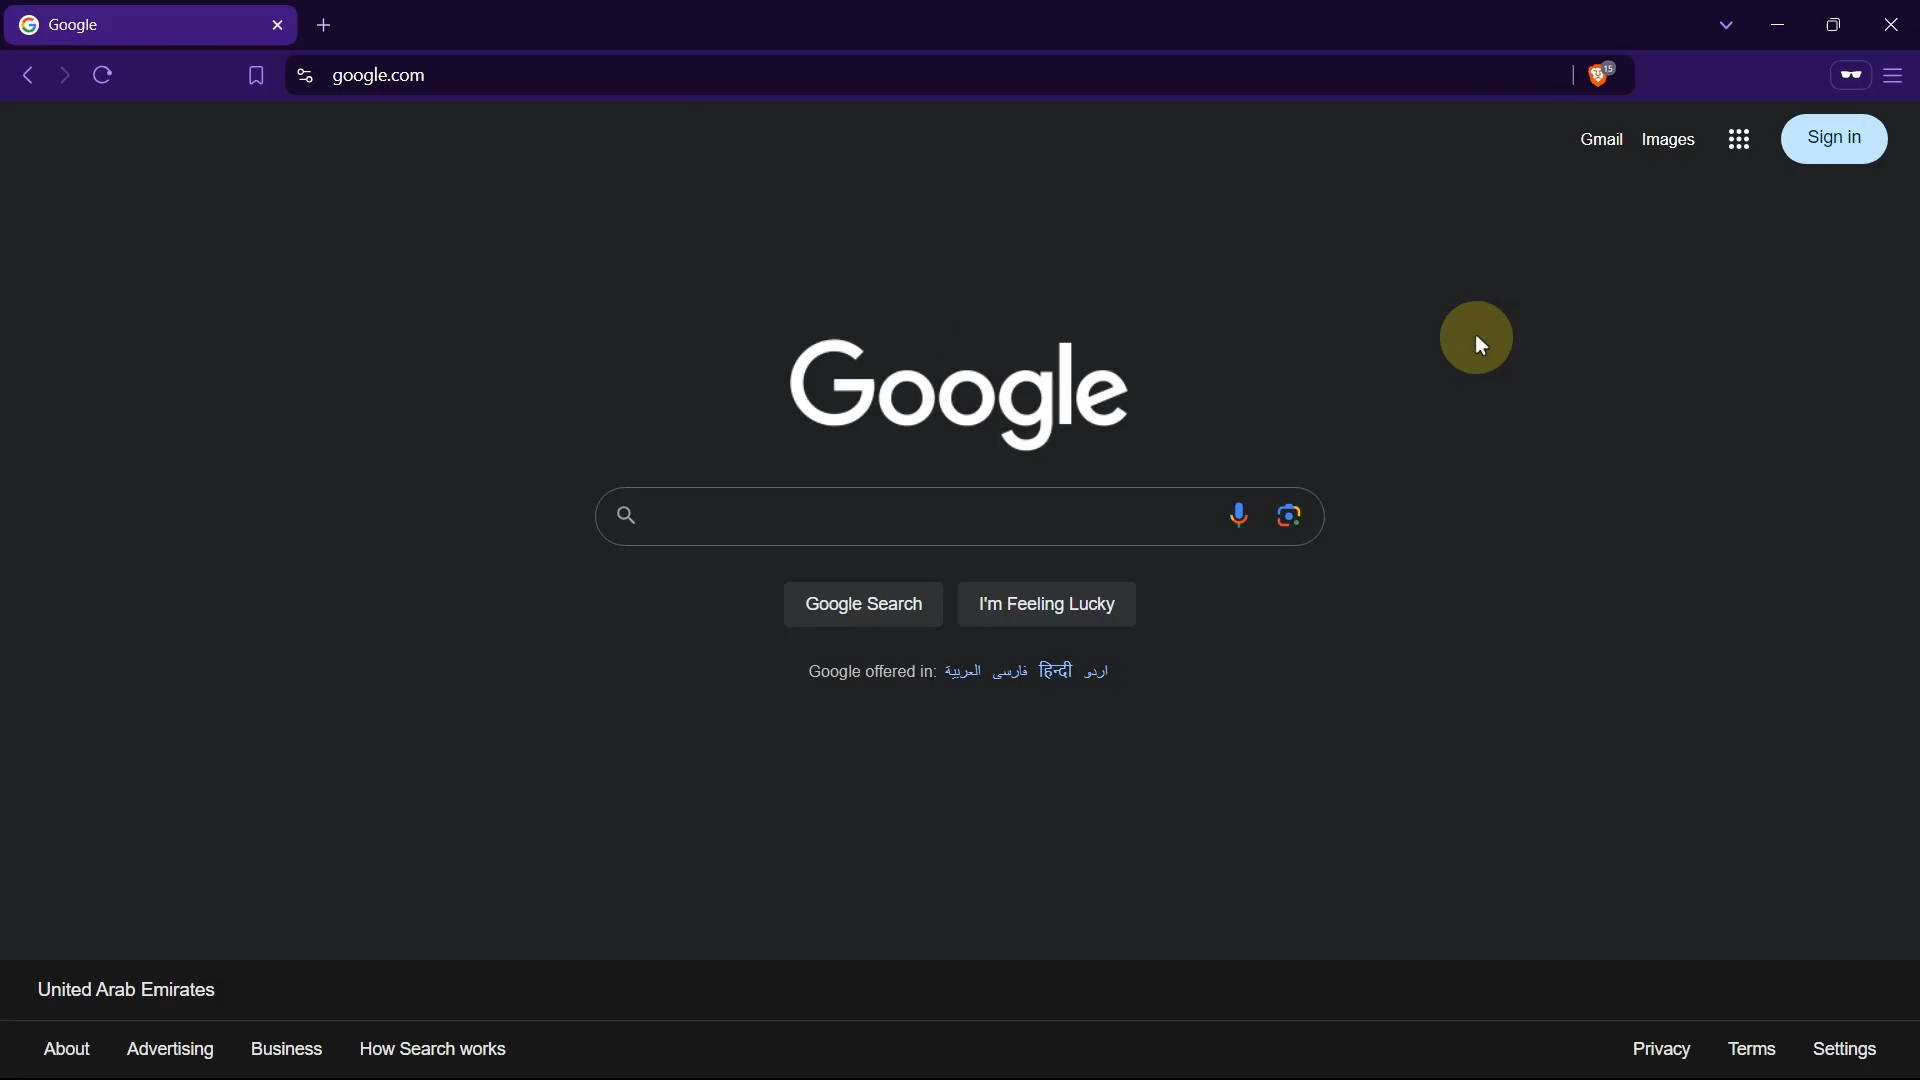 Google
google.com
15
Gmail Images
Sign in
Google
Google Search
I'm Feeling Lucky
Google offered in: العربية فارسی हिन्दी اردو
United Arab Emirates
About Advertising Business How Search works
Privacy Terms Settings